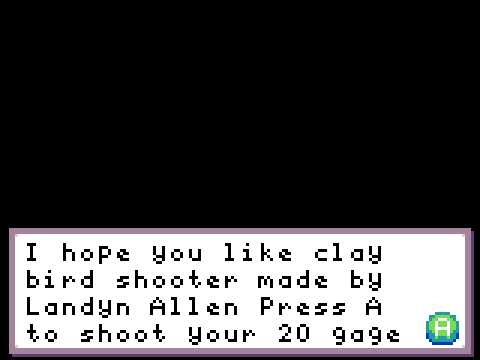 I hope you like clay
bird shooter made by
Landyn Allen Press A
to shoot your 20 gage
A